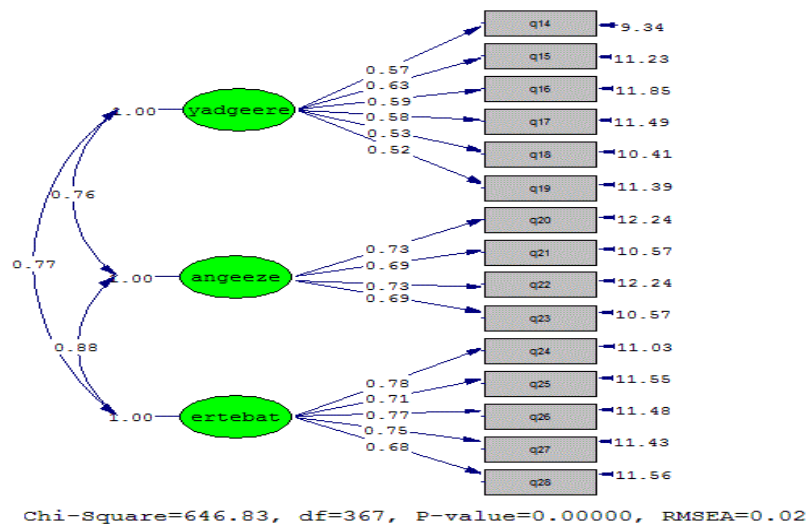 q14
9.34
q15
11.23
0.57
0.63
q16
11.85
1.00
yadgeere
0.59
0.58
q17
11.49
0.53
0.52
q18
10.41
q19
11.39
0.76
q20
12.24
0.73
0.69
q21
10.57
0.77
1.00
angeeze
0.73
0.69
q22
12.24
q23
10.57
0.88
q24
11.03
0.78
0.71
q25
11.55
1.00
ertebat
0.77
0.75
q26
11.48
0.68
q27
11.43
q28
11.56
Chi-Square=646.83, df=367, P-value=0.00000, RMSEA=0.02